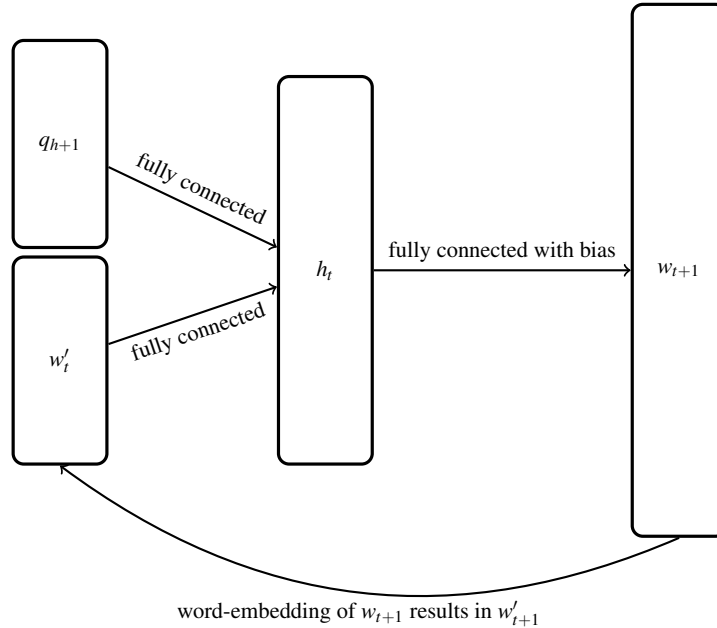 q_{h+1}
fully connected
h_t
fully connected with bias
w_{t+1}
fully connected
w'_t
word-embedding of w_{t+1} results in w'_{t+1}